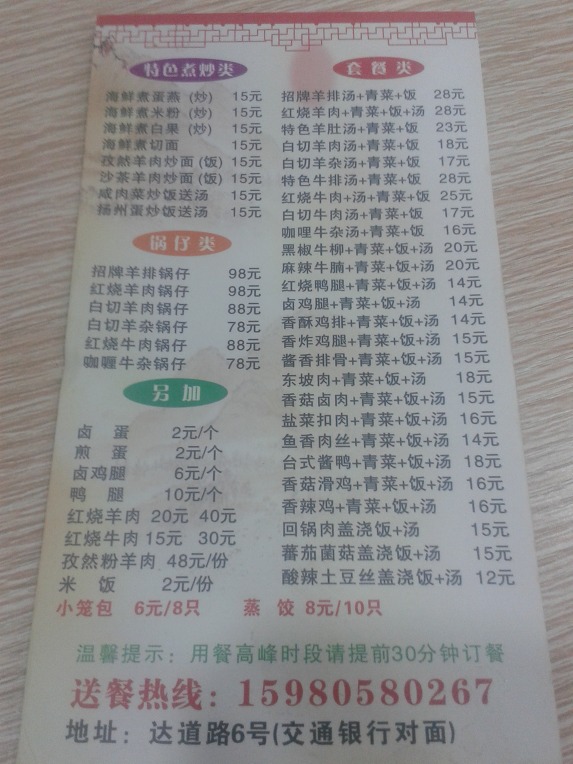 特色煮炒类
海鲜煮蛋燕 (炒) 15元
海鲜煮米粉 (炒) 15元
海鲜煮白果 (炒) 15元
海鲜煮切面 15元
孜然羊肉炒面 (饭) 15元
沙茶羊肉炒面 (饭) 15元
咸肉菜炒饭送汤 15元
扬州蛋炒饭送汤 15元
锅仔类
招牌羊排锅仔 98元
红烧羊肉锅仔 98元
白切羊肉锅仔 88元
白切羊杂锅仔 78元
红烧牛肉锅仔 88元
咖喱牛杂锅仔 78元
另加
卤蛋 2元/个
煎蛋 2元/个
卤鸡腿 6元/个
鸭腿 10元/个
红烧羊肉 20元 40元
红烧牛肉 15元 30元
孜然粉羊肉 48元/份
米饭 2元/份
套餐类
招牌羊排汤+青菜+饭 28元
红烧羊肉+青菜+饭+汤 28元
特色羊肚汤+青菜+饭 23元
白切羊肉汤+青菜+饭 18元
白切羊杂汤+青菜+饭 17元
特色牛排汤+青菜+饭 28元
红烧牛肉+汤+青菜+饭 25元
白切牛肉汤+青菜+饭 17元
咖哩牛杂汤+青菜+饭 16元
黑椒牛柳+青菜+饭+汤 20元
麻辣牛腩+青菜+饭+汤 20元
红烧鸭腿+青菜+饭+汤 14元
卤鸡腿+青菜+饭+汤 14元
香酥鸡排+青菜+饭+汤 14元
香炸鸡腿+青菜+饭+汤 15元
酱香排骨+青菜+饭+汤 15元
东坡肉+青菜+饭+汤 18元
香菇卤肉+青菜+饭+汤 15元
盐菜扣肉+青菜+饭+汤 16元
鱼香肉丝+青菜+饭+汤 14元
台式酱鸭+青菜+饭+汤 18元
香菇滑鸡+青菜+饭+汤 16元
香辣鸡+青菜+饭+汤 16元
回锅肉盖浇饭+汤 15元
蕃茄菌菇盖浇饭+汤 15元
酸辣土豆丝盖浇饭+汤 12元
小笼包 6元/8只 蒸饺 8元/10只
温馨提示：用餐高峰时段请提前30分钟订餐
送餐热线：15980580267
地址：达道路6号(交通银行对面)